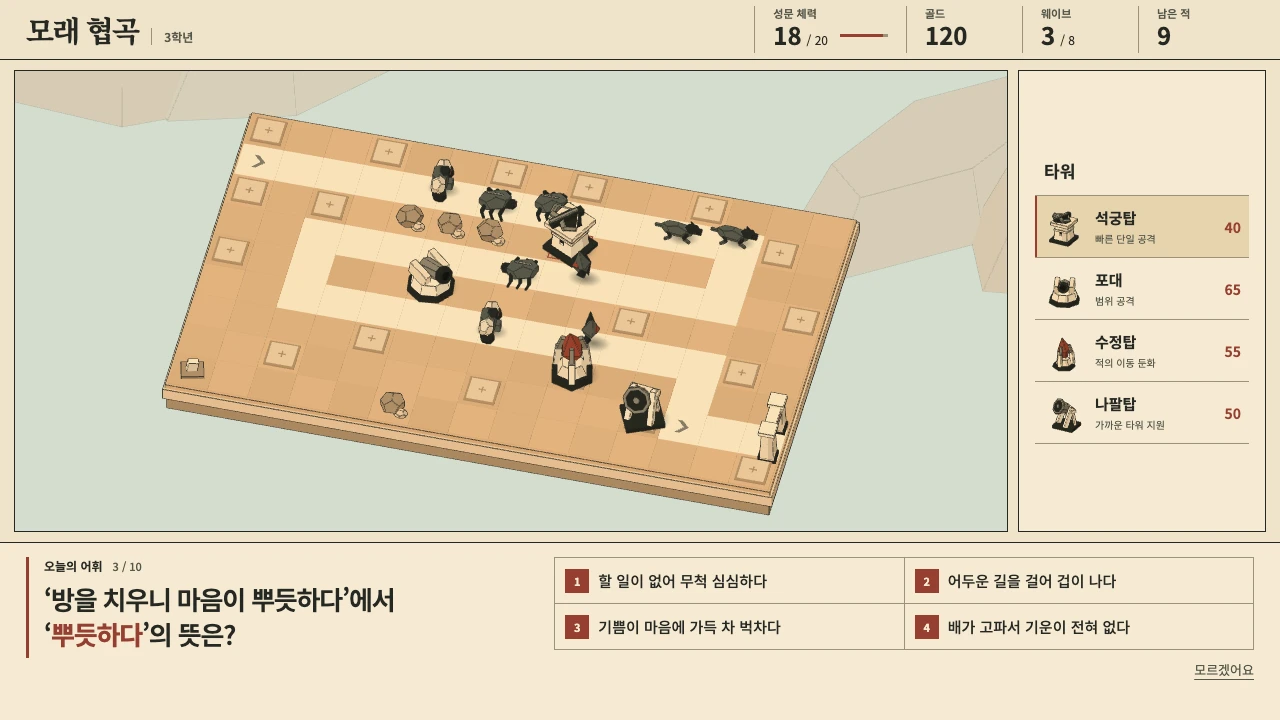 모래 협곡
3학년
성문 체력
18 / 20
골드
120
웨이브
3 / 8
남은 적
9
타워
석궁탑
빠른 단일 공격
40
포대
범위 공격
65
수정탑
적의 이동 둔화
55
나팔탑
가까운 타워 지원
50
오늘의 어휘 3 / 10
‘방을 치우니 마음이 뿌듯하다’에서
‘뿌듯하다’의 뜻은?
1 할 일이 없어 무척 심심하다
2 어두운 길을 걸어 겁이 나다
3 기쁨이 마음에 가득 차 벅차다
4 배가 고파서 기운이 전혀 없다
모르겠어요